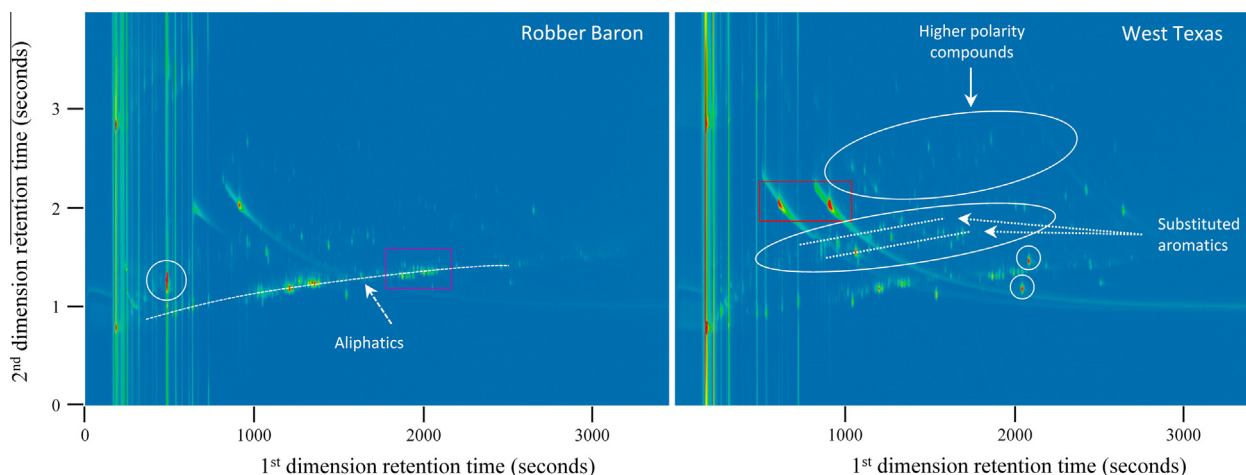 Robber Baron
Higher polarity
compounds
West Texas
2nd dimension retention time (seconds)
3
2
1
0
Aliphatics
Substituted
aromatics
0
1000
2000
3000
1000
2000
3000
1st dimension retention time (seconds)
1st dimension retention time (seconds)